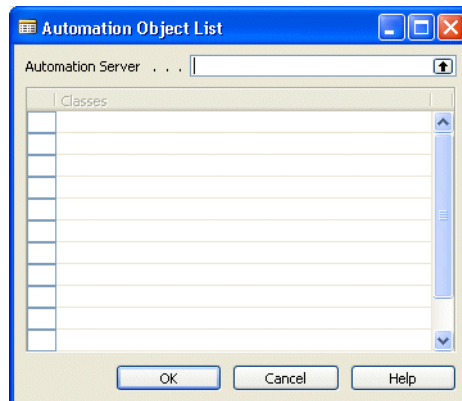 Automation Object List
Automation Server . . .
Classes
OK Cancel Help